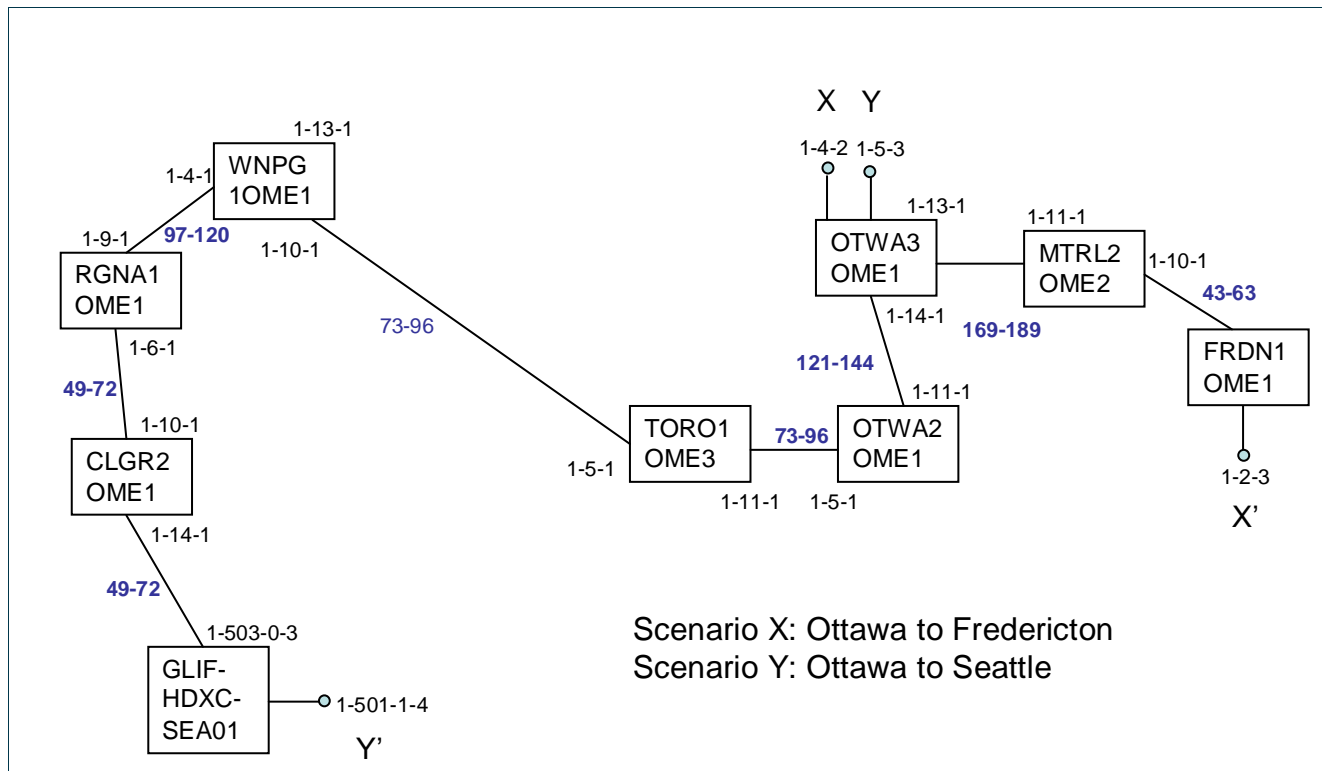 X Y
1-4-2 1-5-3
1-13-1
WNPG
1OME1
1-4-1
1-10-1
97-120
1-9-1
RGNA1
OME1
1-6-1
49-72
1-10-1
CLGR2
OME1
1-14-1
49-72
1-503-0-3
GLIF-
HDXC-
SEA01
1-501-1-4
Y'
73-96
1-5-1
TORO1
OME3
1-11-1
73-96
1-5-1
OTWA2
OME1
1-11-1
121-144
1-14-1
OTWA3
OME1
1-13-1
169-189
1-11-1
MTRL2
OME2
1-10-1
43-63
FRDN1
OME1
1-2-3
X'
Scenario X: Ottawa to Fredericton
Scenario Y: Ottawa to Seattle